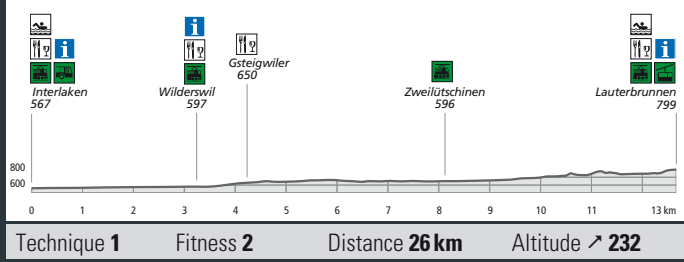 i
i
i
Interlaken
567
Wilderswil
597
Gsteigwiler
650
Zweilütschinen
596
Lauterbrunnen
799
800
600
0 1 2 3 4 5 6 7 8 9 10 11 13 km
Technique 1 Fitness 2 Distance 26 km Altitude ↗ 232